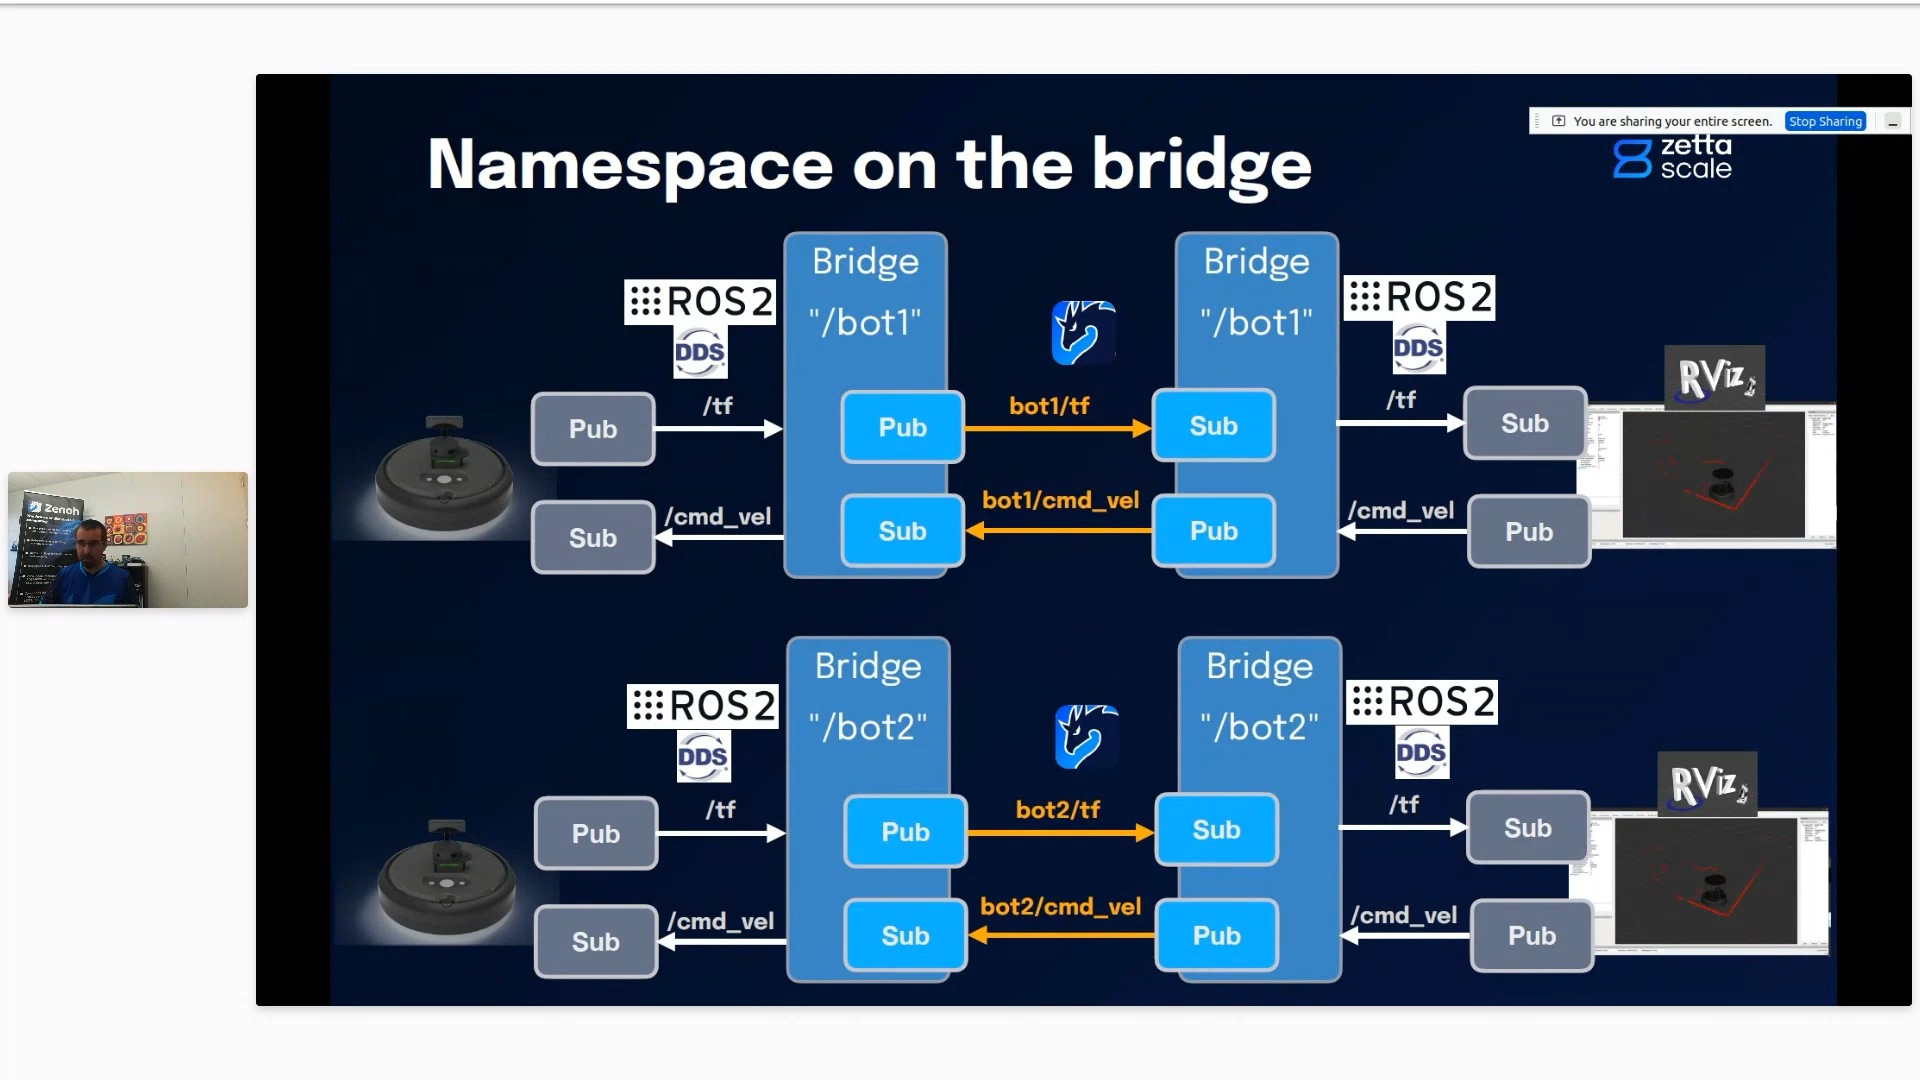 You are sharing your entire screen. Stop Sharing
Namespace on the bridge
zetta
scale
Bridge
"/bot1"
Bridge
"/bot1"
ROS2
DDS
ROS2
DDS
RViz
Pub
/tf
Pub
bot1/tf
Sub
/tf
Sub
Sub
/cmd_vel
Sub
bot1/cmd_vel
Pub
/cmd_vel
Pub
Zenoh
Bridge
"/bot2"
Bridge
"/bot2"
ROS2
DDS
ROS2
DDS
RViz
Pub
/tf
Pub
bot2/tf
Sub
/tf
Sub
Sub
/cmd_vel
Sub
bot2/cmd_vel
Pub
/cmd_vel
Pub